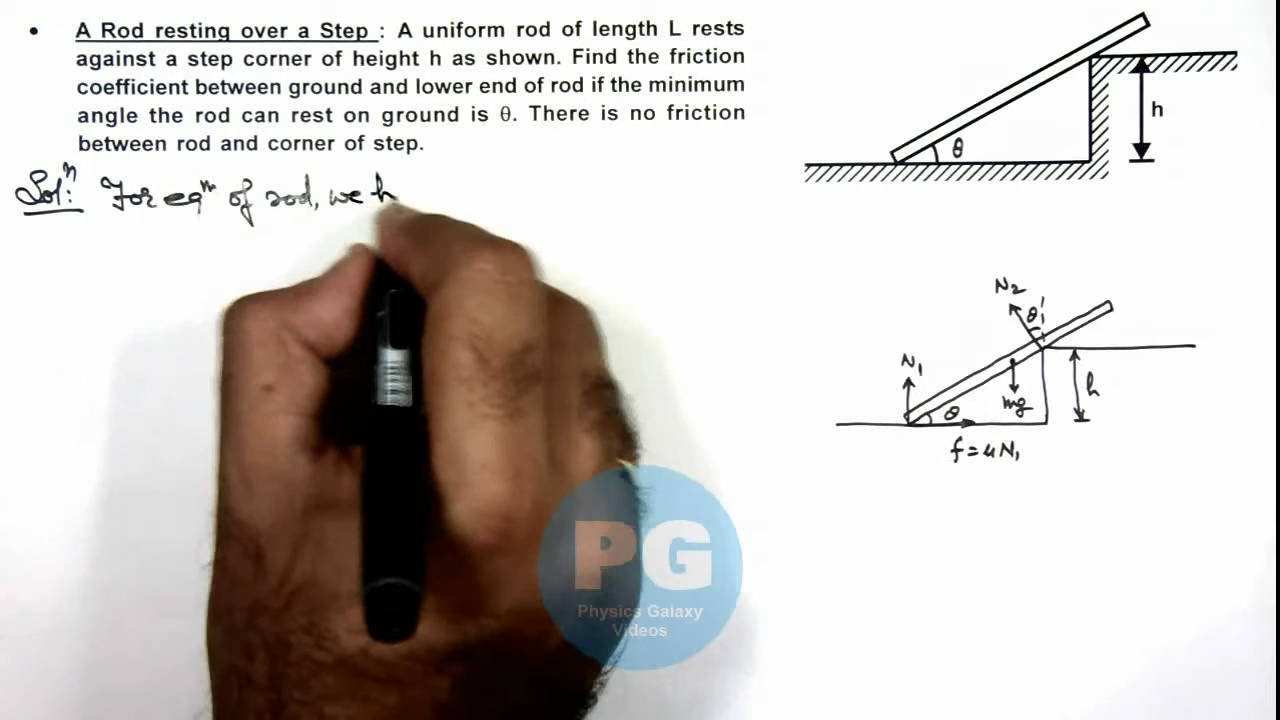 • A Rod resting over a Step : A uniform rod of length L rests
against a step corner of height h as shown. Find the friction
coefficient between ground and lower end of rod if the minimum
angle the rod can rest on ground is θ. There is no friction
between rod and corner of step.
Solⁿ: For eqᵐ of rod, we h
h
θ
N₂
θ
N₁
mg
h
θ
f = μN₁
PG
Physics Galaxy
Videos